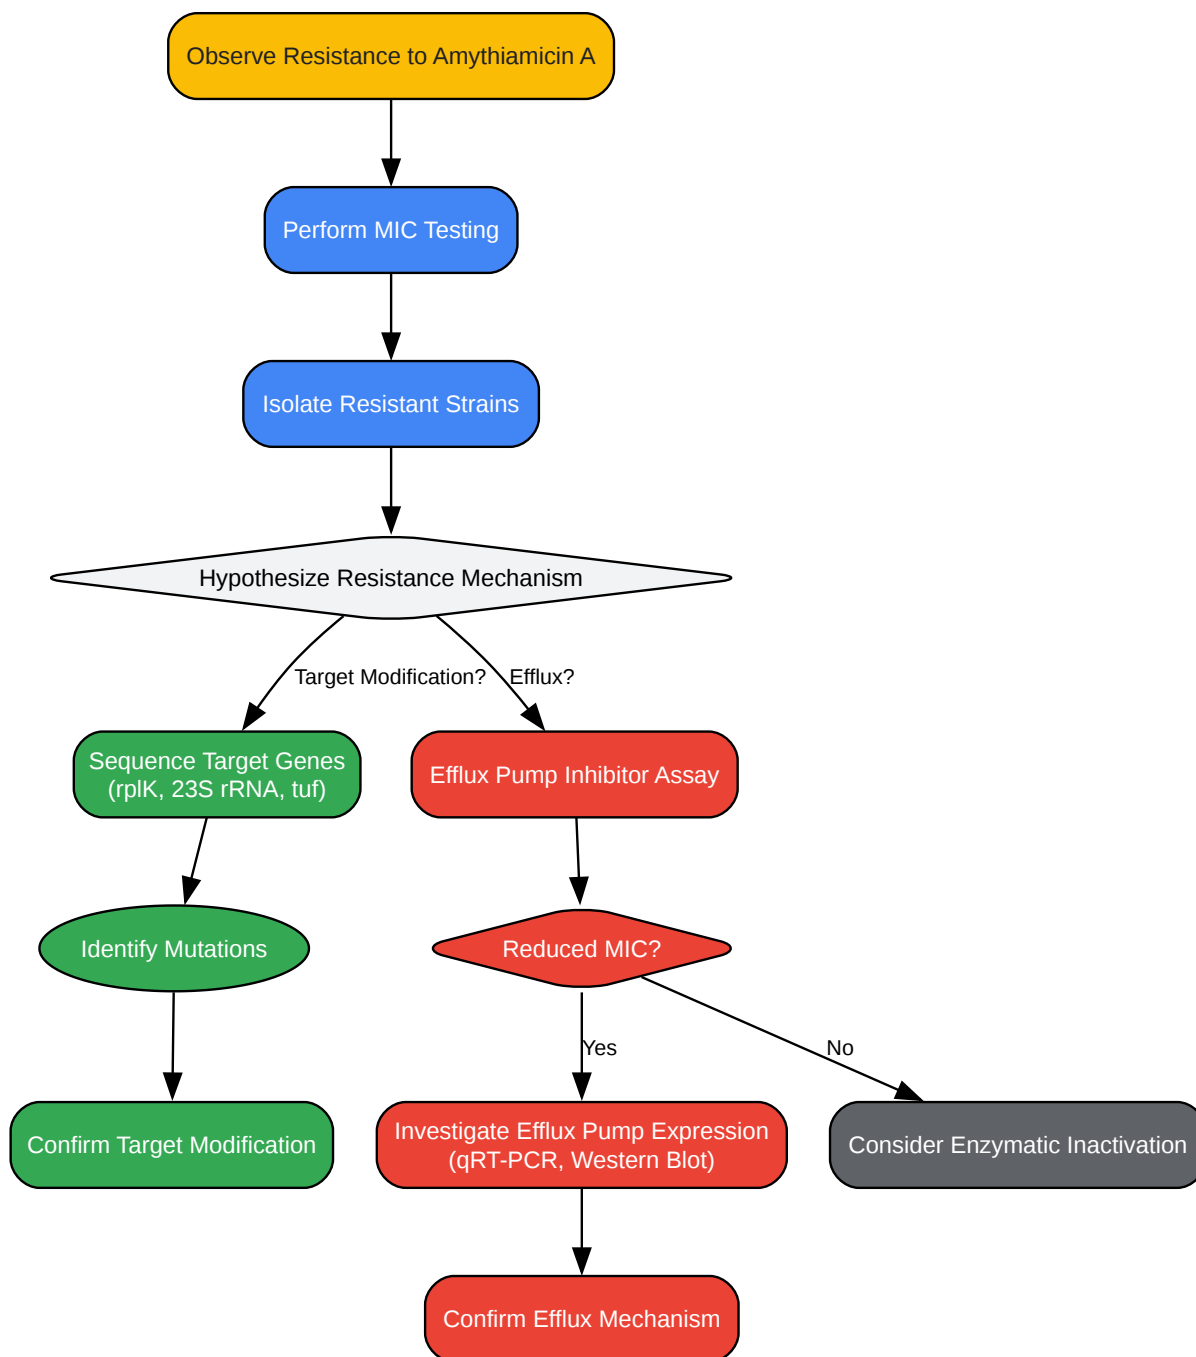 Observe Resistance to Amythiamicin A
Perform MIC Testing
Isolate Resistant Strains
Hypothesize Resistance Mechanism
Target Modification?
Efflux?
Sequence Target Genes
(rplK, 23S rRNA, tuf)
Efflux Pump Inhibitor Assay
Identify Mutations
Reduced MIC?
Yes
No
Confirm Target Modification
Investigate Efflux Pump Expression
(qRT-PCR, Western Blot)
Consider Enzymatic Inactivation
Confirm Efflux Mechanism